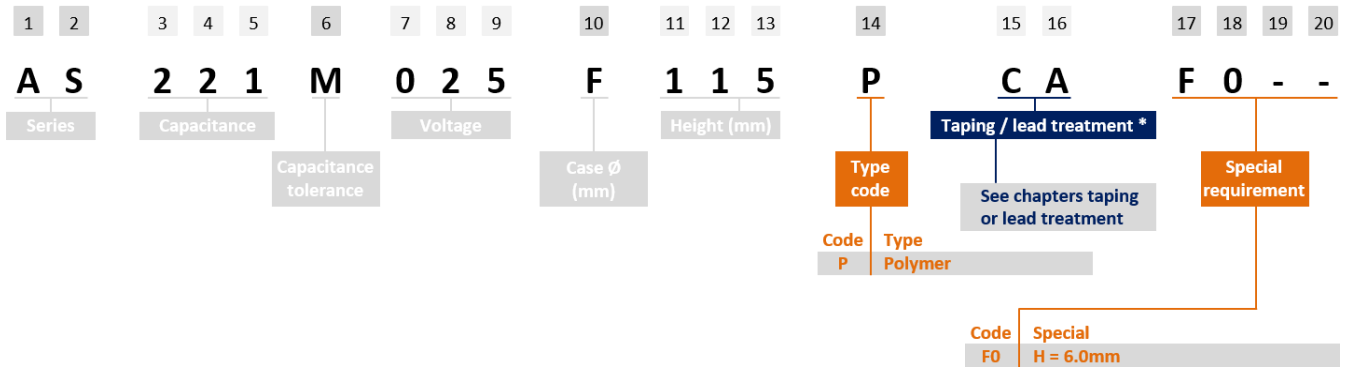 1 2 3 4 5 6 7 8 9 10 11 12 13 14 15 16 17 18 19 20
A S 2 2 1 M 0 2 5 F 1 1 5 P C A F 0 - -
Series Capacitance Voltage Height (mm) Taping / lead treatment *
Capacitance
tolerance
Case Ø
(mm)
Type
code
See chapters taping
or lead treatment
Special
requirement
Code Type
P Polymer
Code Special
F0 H = 6.0mm